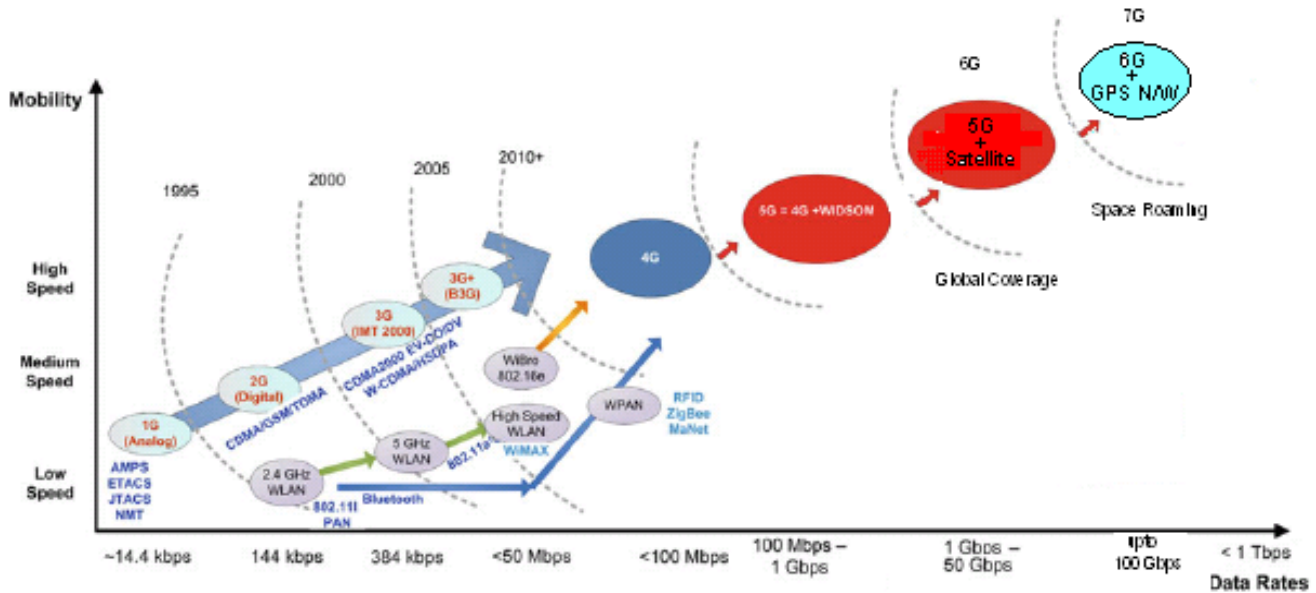 7G
6G
6G
+
GPS N/W
Mobility
5G
+
Satellite
2010+
2005
2000
1995
Space Roaming
5G = 4G +WIDSOM
4G
High
Speed
Global Coverage
3G+
(B3G)
3G
(IMT 2000)
CDMA2000 EV-DO/DV
W-CDMA/HSDPA
Medium
Speed
WiBro
802.16e
2G
(Digital)
CDMA/GSM/TDMA
WPAN
RFID
ZigBee
MaNet
1G
(Analog)
High Speed
WLAN
WiMAX
5 GHz
WLAN
802.11a
AMPS
ETACS
JTACS
NMT
Low
Speed
2.4 GHz
WLAN
Bluetooth
802.11l
PAN
~14.4 kbps
144 kbps
384 kbps
<50 Mbps
<100 Mbps
100 Mbps –
1 Gbps
1 Gbps –
50 Gbps
upto
100 Gbps
< 1 Tbps
Data Rates